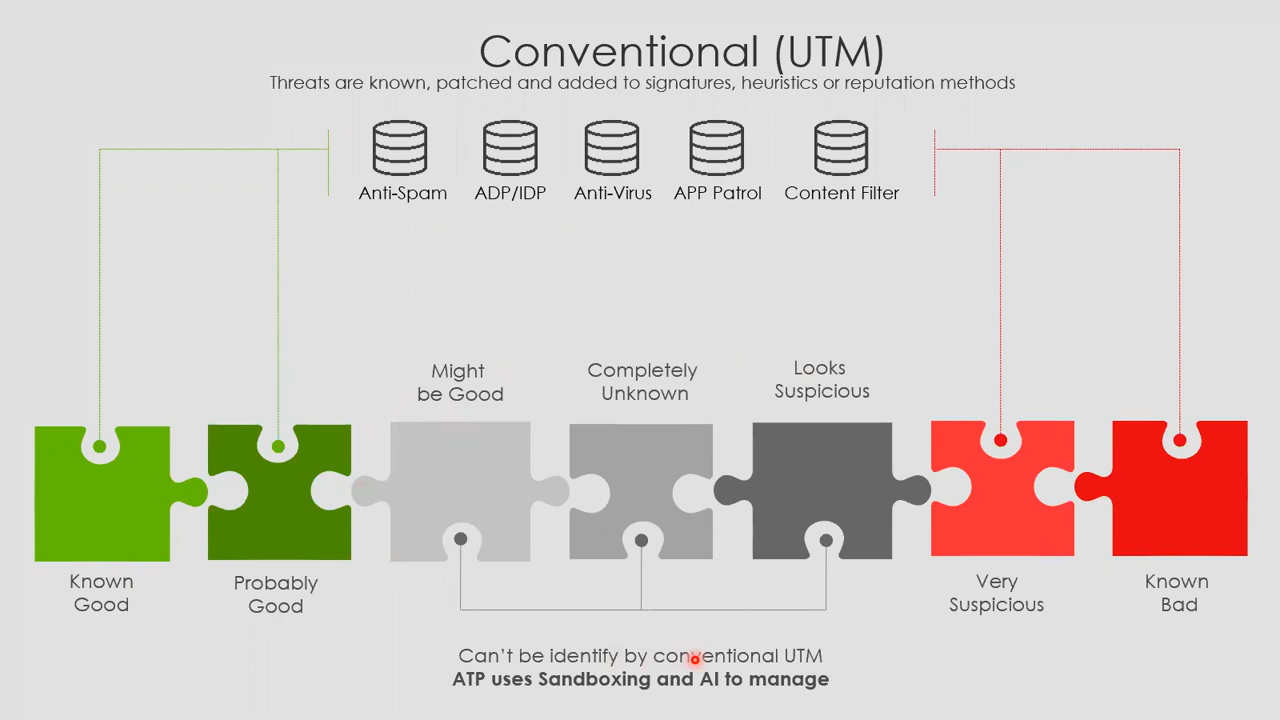 Conventional (UTM)
Threats are known, patched and added to signatures, heuristics or reputation methods
Anti-Spam
ADP/IDP
Anti-Virus
APP Patrol
Content Filter
Might
be Good
Completely
Unknown
Looks
Suspicious
Known
Good
Probably
Good
Very
Suspicious
Known
Bad
Can't be identify by conventional UTM
ATP uses Sandboxing and AI to manage